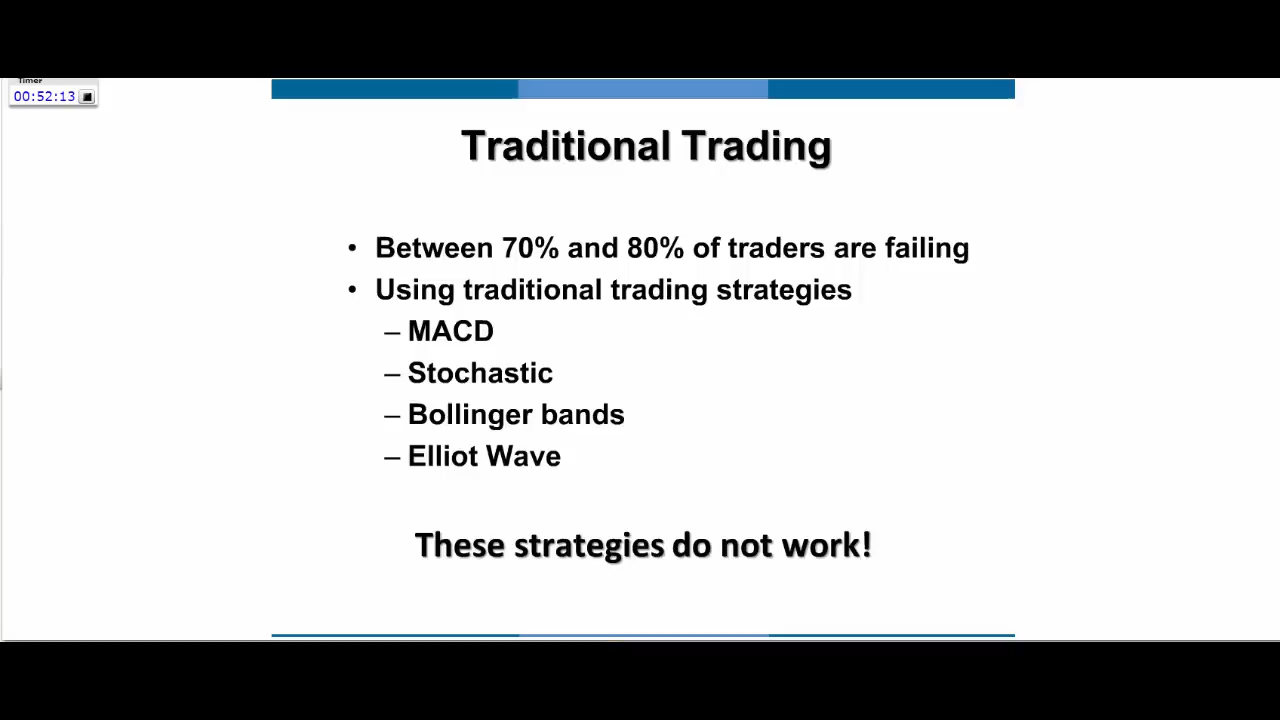 Timer
00:52:13
Traditional Trading
• Between 70% and 80% of traders are failing
• Using traditional trading strategies
– MACD
– Stochastic
– Bollinger bands
– Elliot Wave
These strategies do not work!